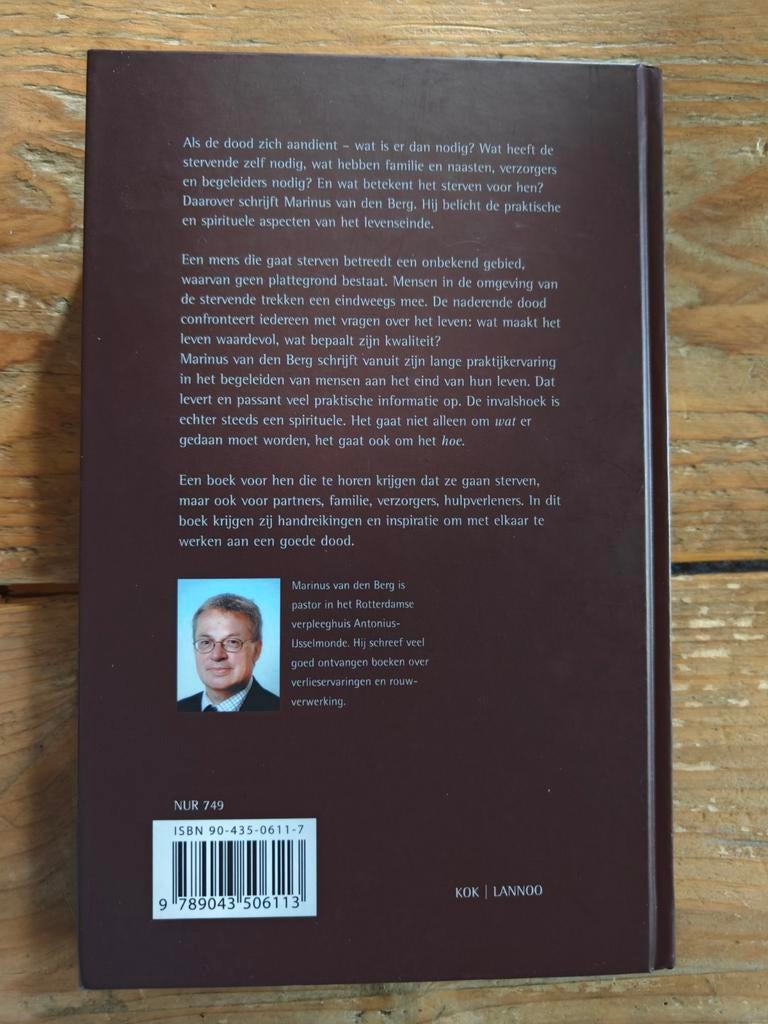 Als de dood zich aandient – wat is er dan nodig? Wat heeft de
stervende zelf nodig, wat hebben familie en naasten, verzorgers
en begeleiders nodig? En wat betekent het sterven voor hen?
Daarover schrijft Marinus van den Berg. Hij belicht de praktische
en spirituele aspecten van het levenseinde.
Een mens die gaat sterven betreedt een onbekend gebied,
waarvan geen plattegrond bestaat. Mensen in de omgeving van
de stervende trekken een eindweegs mee. De naderende dood
confronteert iedereen met vragen over het leven: wat maakt het
leven waardevol, wat bepaalt zijn kwaliteit?
Marinus van den Berg schrijft vanuit zijn lange praktijkervaring
in het begeleiden van mensen aan het eind van hun leven. Dat
levert en passant veel praktische informatie op. De invalshoek is
echter steeds een spirituele. Het gaat niet alleen om wat er
gedaan moet worden, het gaat ook om het hoe.
Een boek voor hen die te horen krijgen dat ze gaan sterven,
maar ook voor partners, familie, verzorgers, hulpverleners. In dit
boek krijgen zij handreikingen en inspiratie om met elkaar te
werken aan een goede dood.
Marinus van den Berg is
pastor in het Rotterdamse
verpleeghuis Antonius-
IJsselmonde. Hij schreef veel
goed ontvangen boeken over
verlieservaringen en rouw-
verwerking.
NUR 749
ISBN 90-435-0611-7
9 789043 506113
KOK | LANNOO